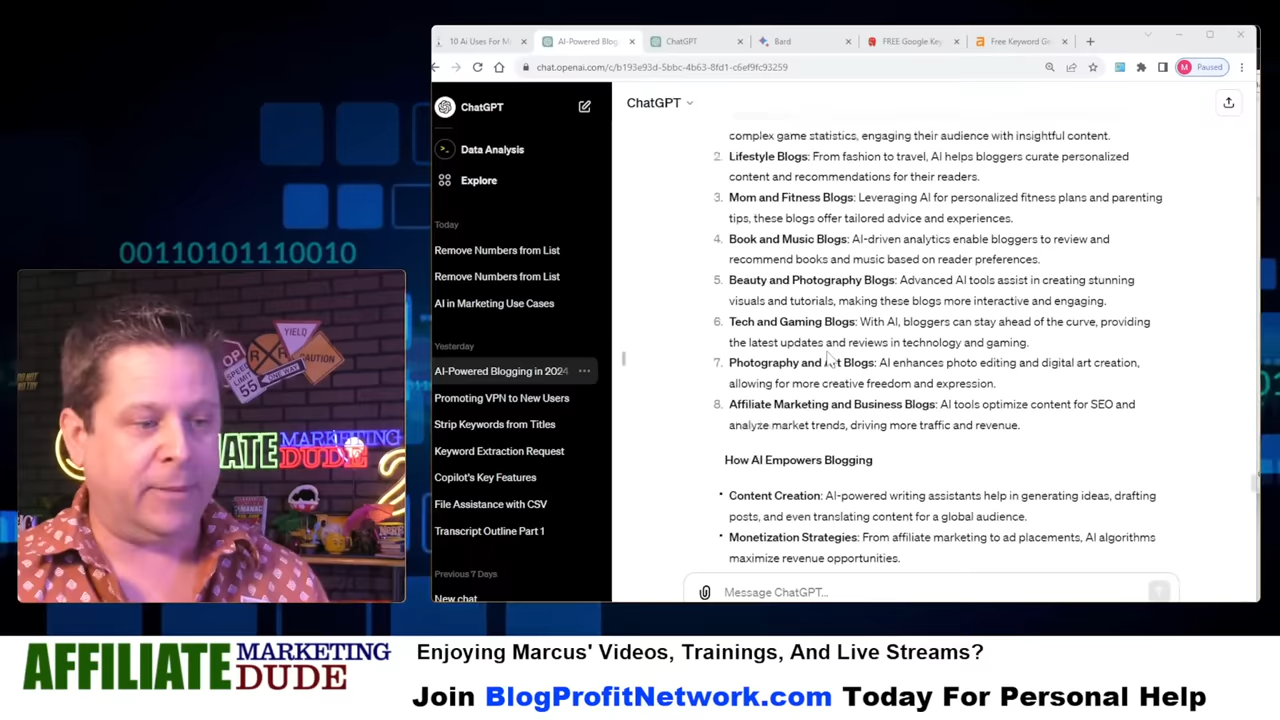 10 Ai Uses For M
AI-Powered Blog
ChatGPT
Bard
FREE Google Key
Free Keyword Ge
chat.openai.com/c/b193e93d-5bbc-4b63-8fd1-c6ef9fc93259
M Paused
ChatGPT
Data Analysis
Explore
Today
Remove Numbers from List
Remove Numbers from List
AI in Marketing Use Cases
Yesterday
AI-Powered Blogging in 2024
Promoting VPN to New Users
Strip Keywords from Titles
Keyword Extraction Request
Copilot's Key Features
File Assistance with CSV
Transcript Outline Part 1
Previous 7 Days
New chat
ChatGPT
complex game statistics, engaging their audience with insightful content.
2. Lifestyle Blogs: From fashion to travel, AI helps bloggers curate personalized
content and recommendations for their readers.
3. Mom and Fitness Blogs: Leveraging AI for personalized fitness plans and parenting
tips, these blogs offer tailored advice and experiences.
4. Book and Music Blogs: AI-driven analytics enable bloggers to review and
recommend books and music based on reader preferences.
5. Beauty and Photography Blogs: Advanced AI tools assist in creating stunning
visuals and tutorials, making these blogs more interactive and engaging.
6. Tech and Gaming Blogs: With AI, bloggers can stay ahead of the curve, providing
the latest updates and reviews in technology and gaming.
7. Photography and Art Blogs: AI enhances photo editing and digital art creation,
allowing for more creative freedom and expression.
8. Affiliate Marketing and Business Blogs: AI tools optimize content for SEO and
analyze market trends, driving more traffic and revenue.
How AI Empowers Blogging
• Content Creation: AI-powered writing assistants help in generating ideas, drafting
posts, and even translating content for a global audience.
• Monetization Strategies: From affiliate marketing to ad placements, AI algorithms
maximize revenue opportunities.
Message ChatGPT...
00110101110010
YIELD
CAUTION
SPEED
LIMIT
55
ONE WAY
ATE
MARKETING
DUDE
2
AFFILIATE
MARKETING
DUDE
Enjoying Marcus' Videos, Trainings, And Live Streams?
Join BlogProfitNetwork.com Today For Personal Help